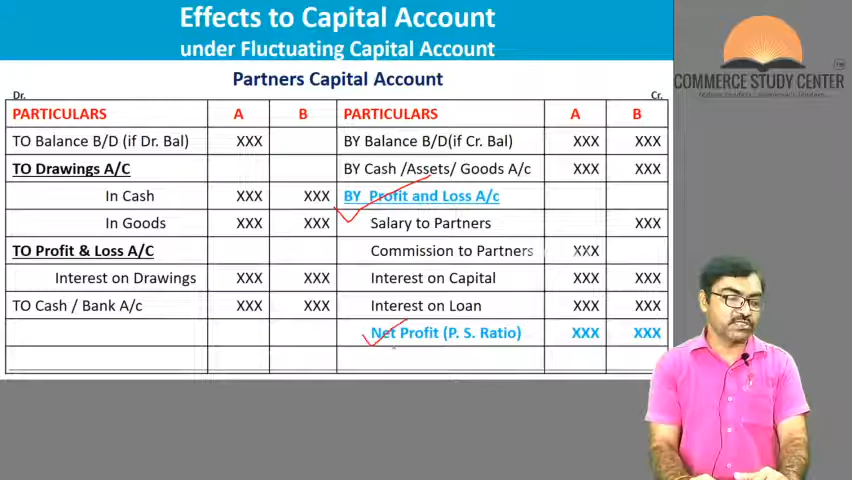 Effects to Capital Account
under Fluctuating Capital Account
Partners Capital Account
Dr. Cr.
PARTICULARS A B PARTICULARS A B
TO Balance B/D (if Dr. Bal) XXX BY Balance B/D(if Cr. Bal) XXX XXX
TO Drawings A/C BY Cash /Assets/ Goods A/c XXX XXX
In Cash XXX XXX BY Profit and Loss A/c
In Goods XXX XXX Salary to Partners XXX
TO Profit & Loss A/C Commission to Partners XXX
Interest on Drawings XXX XXX Interest on Capital XXX XXX
TO Cash / Bank A/c XXX XXX Interest on Loan XXX XXX
Net Profit (P. S. Ratio) XXX XXX
COMMERCE STUDY CENTER